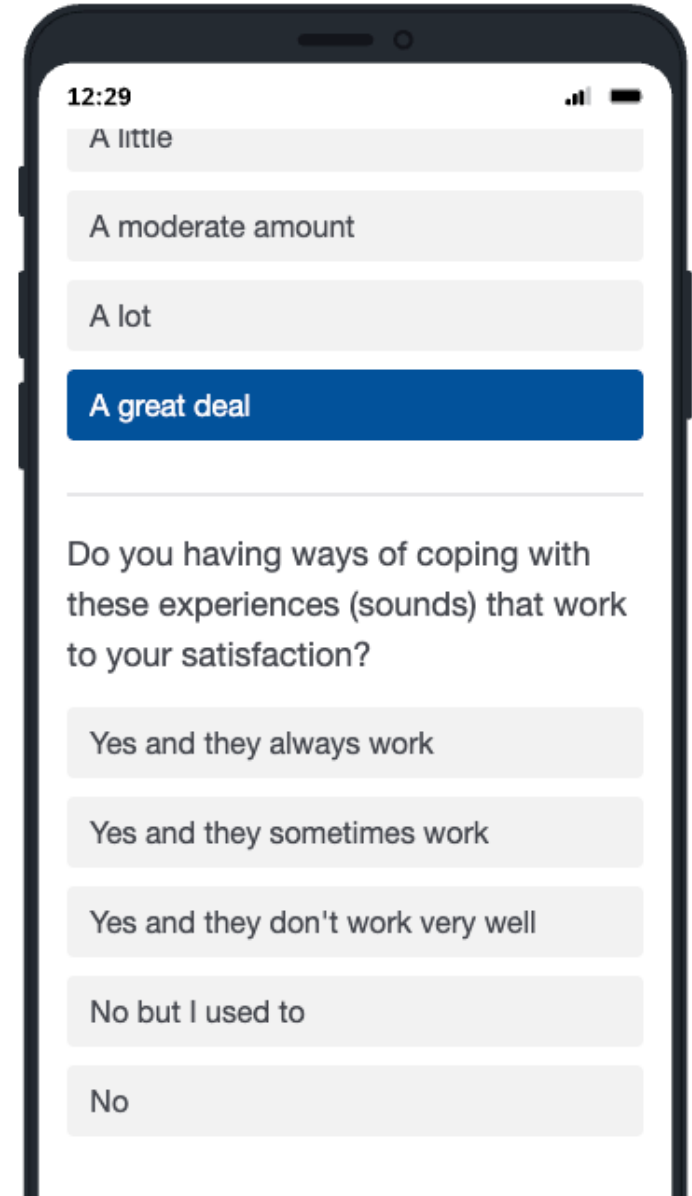 12:29
A little
A moderate amount
A lot
A great deal
Do you having ways of coping with
these experiences (sounds) that work
to your satisfaction?
Yes and they always work
Yes and they sometimes work
Yes and they don't work very well
No but I used to
No